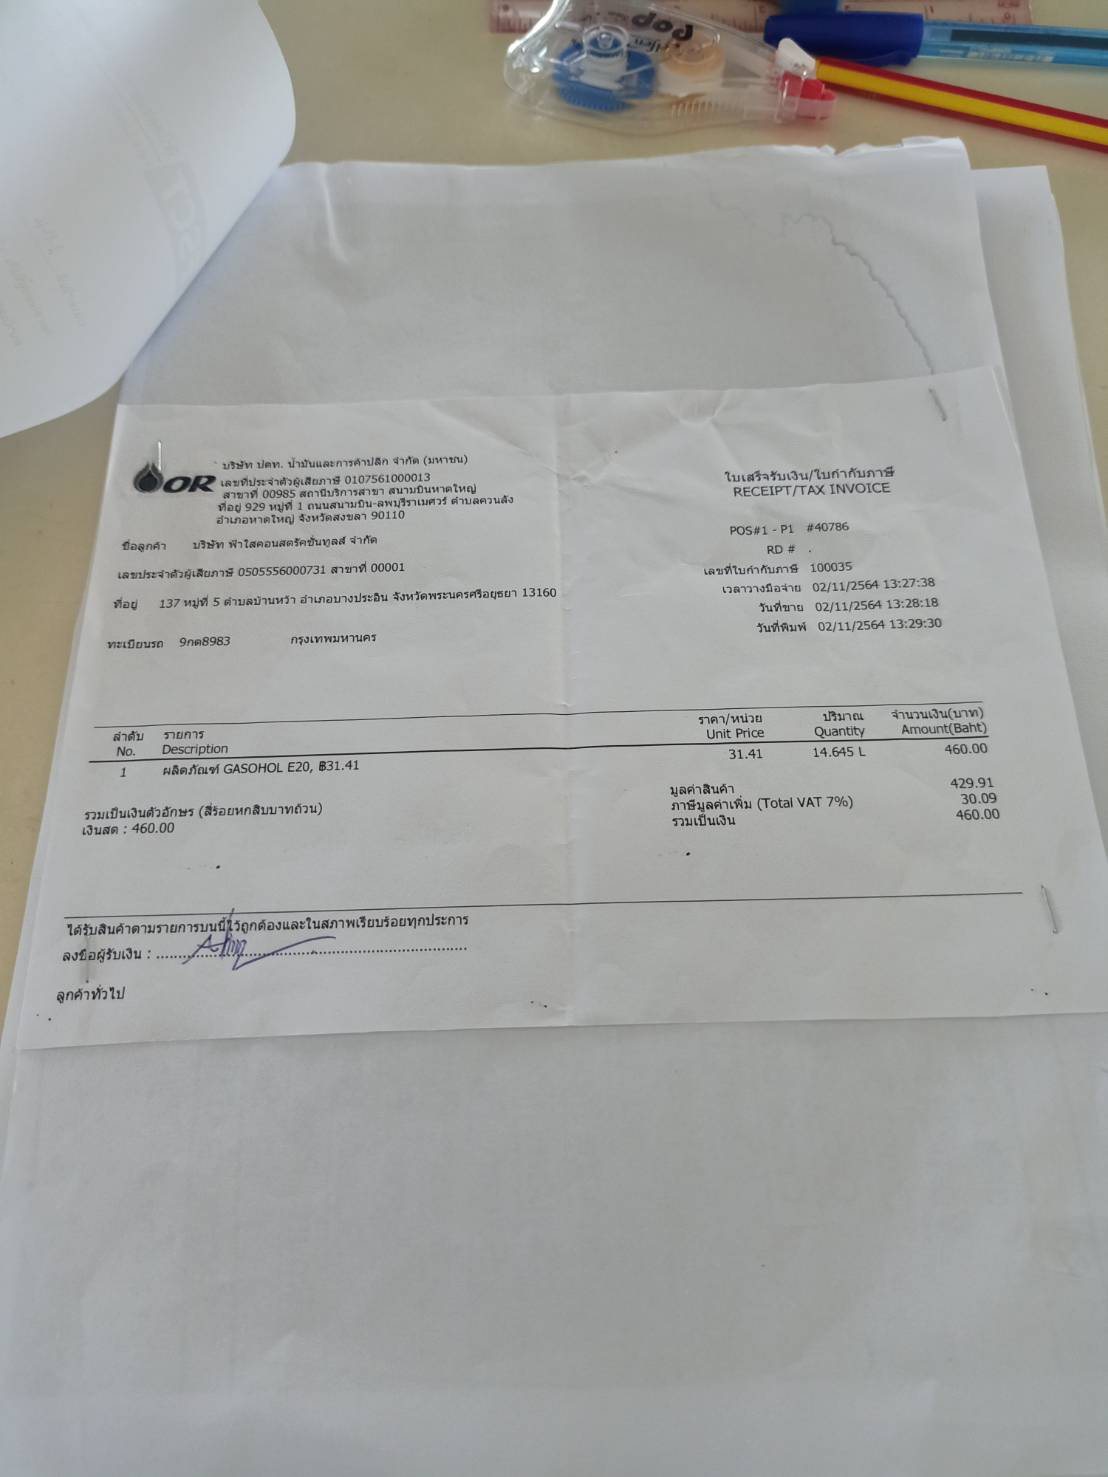 Pop
OR
บริษัท ปตท. น้ำมันและการค้าปลีก จำกัด (มหาชน)
เลขที่ประจำตัวผู้เสียภาษี 0107561000013
สาขาที่ 00985 สถานีบริการสาขา สนามบินหาดใหญ่
ที่อยู่ 929 หมู่ที่ 1 ถนนสนามบิน-ลพบุรีราเมศวร์ ตำบลควนลัง
อำเภอหาดใหญ่ จังหวัดสงขลา 90110
ใบเสร็จรับเงิน/ใบกำกับภาษี
RECEIPT/TAX INVOICE
POS#1 - P1 #40786
RD # .
เลขที่ใบกำกับภาษี 100035
เวลาวางมือจ่าย 02/11/2564 13:27:38
วันที่ขาย 02/11/2564 13:28:18
วันที่พิมพ์ 02/11/2564 13:29:30
ชื่อลูกค้า บริษัท ฟ้าใสคอนสตรัคชั่นทูลส์ จำกัด
เลขประจำตัวผู้เสียภาษี 0505556000731 สาขาที่ 00001
ที่อยู่ 137 หมู่ที่ 5 ตำบลบ้านหว้า อำเภอบางปะอิน จังหวัดพระนครศรีอยุธยา 13160
ทะเบียนรถ 9กต8983 กรุงเทพมหานคร
ลำดับ รายการ ราคา/หน่วย ปริมาณ จำนวนเงิน(บาท)
No. Description Unit Price Quantity Amount(Baht)
1 ผลิตภัณฑ์ GASOHOL E20, ฿31.41 31.41 14.645 L 460.00
มูลค่าสินค้า 429.91
ภาษีมูลค่าเพิ่ม (Total VAT 7%) 30.09
รวมเป็นเงิน 460.00
รวมเป็นเงินตัวอักษร (สี่ร้อยหกสิบบาทถ้วน)
เงินสด : 460.00
ได้รับสินค้าตามรายการบนนี้ไว้ถูกต้องและในสภาพเรียบร้อยทุกประการ
ลงชื่อผู้รับเงิน :
ลูกค้าทั่วไป